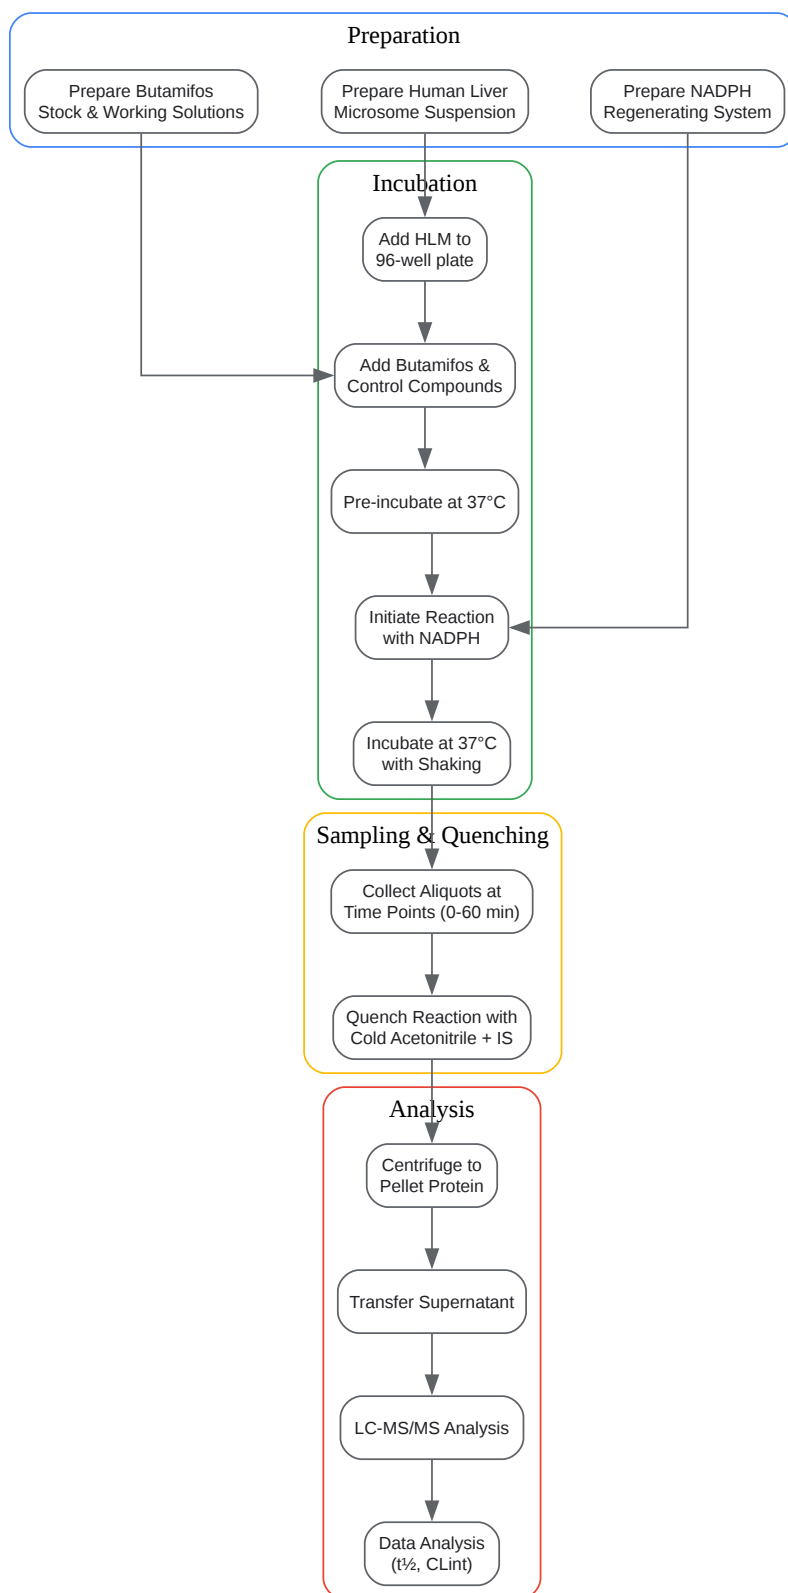 Preparation
Prepare Butamifos
Stock & Working Solutions
Prepare Human Liver
Microsome Suspension
Prepare NADPH
Regenerating System
Incubation
Add HLM to
96-well plate
Add Butamifos &
Control Compounds
Pre-incubate at 37°C
Initiate Reaction
with NADPH
Incubate at 37°C
with Shaking
Sampling & Quenching
Collect Aliquots at
Time Points (0-60 min)
Quench Reaction with
Cold Acetonitrile + IS
Analysis
Centrifuge to
Pellet Protein
Transfer Supernatant
LC-MS/MS Analysis
Data Analysis
(t½, CLint)